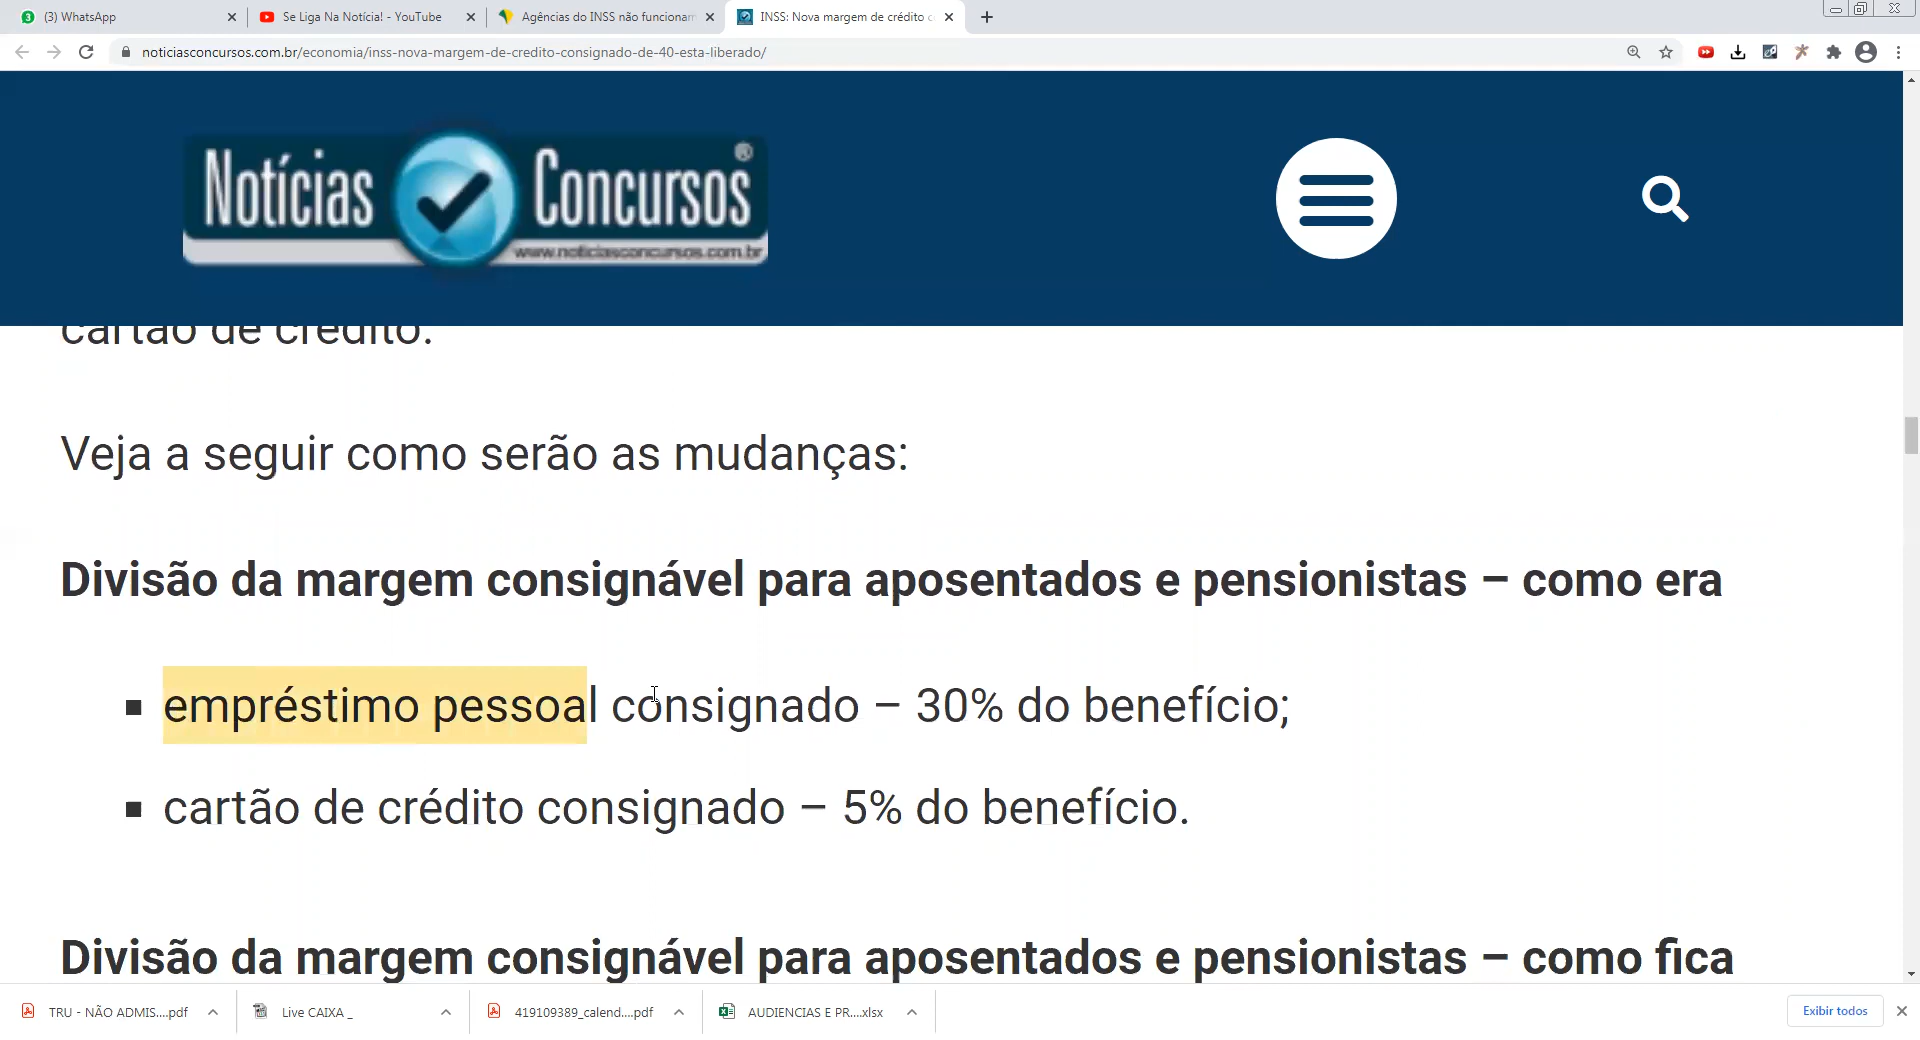 (3) WhatsApp
Se Liga Na Notícia! - YouTube
Agências do INSS não funcionam
INSS: Nova margem de crédito c
noticiasconcursos.com.br/economia/inss-nova-margem-de-credito-consignado-de-40-esta-liberado/
Notícias Concursos ®
www.noticiasconcursos.com.br
cartão de crédito.
Veja a seguir como serão as mudanças:
Divisão da margem consignável para aposentados e pensionistas – como era
▪ empréstimo pessoal consignado – 30% do benefício;
▪ cartão de crédito consignado – 5% do benefício.
Divisão da margem consignável para aposentados e pensionistas – como fica
TRU - NÃO ADMIS....pdf
Live CAIXA _
419109389_calend....pdf
AUDIENCIAS E PR....xlsx
Exibir todos